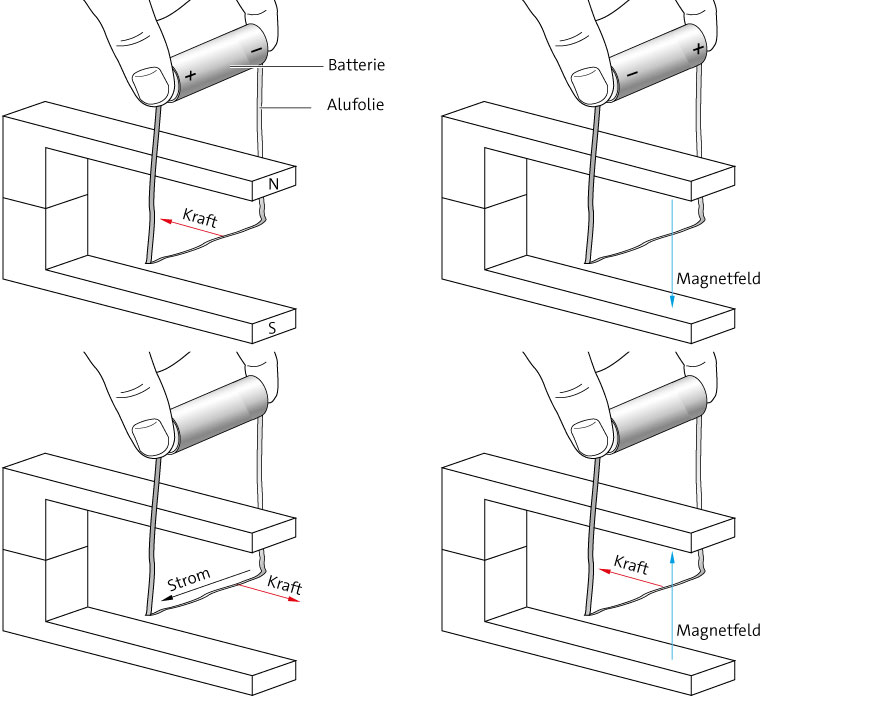 +
−
Batterie
Alufolie
N
Kraft
S
−
+
Magnetfeld
Strom
Kraft
Kraft
Magnetfeld